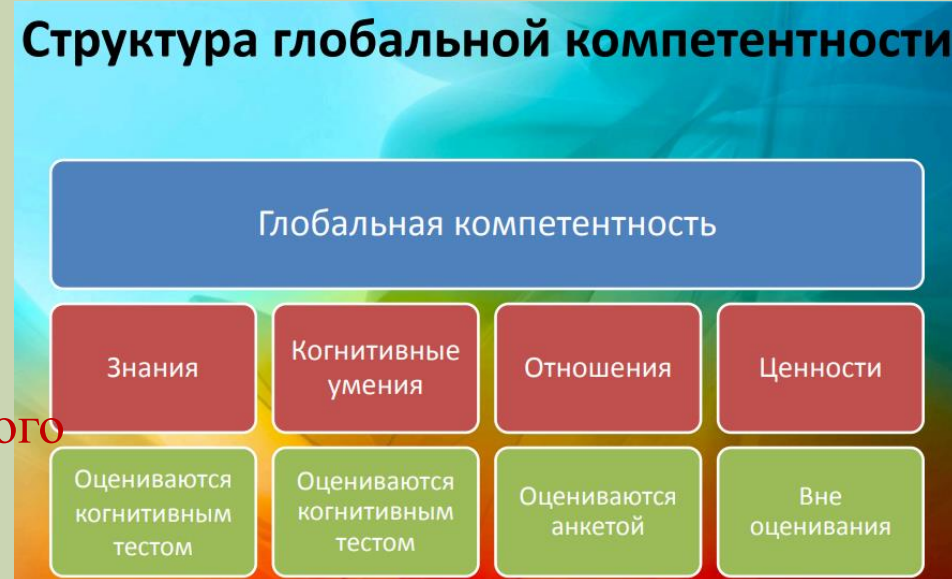 Структура глобальной компетентности
Глобальная компетентность
Знания
Когнитивные
умения
Отношения
Ценности
ого
Оцениваются
когнитивным
тестом
Оцениваются
когнитивным
тестом
Оцениваются
анкетой
Вне
оценивания